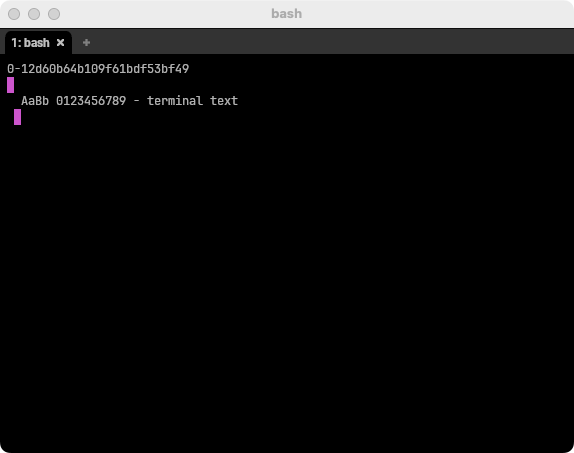 bash
1: bash × +
0-12d60b64b109f61bdf53bf49
AaBb 0123456789 - terminal text